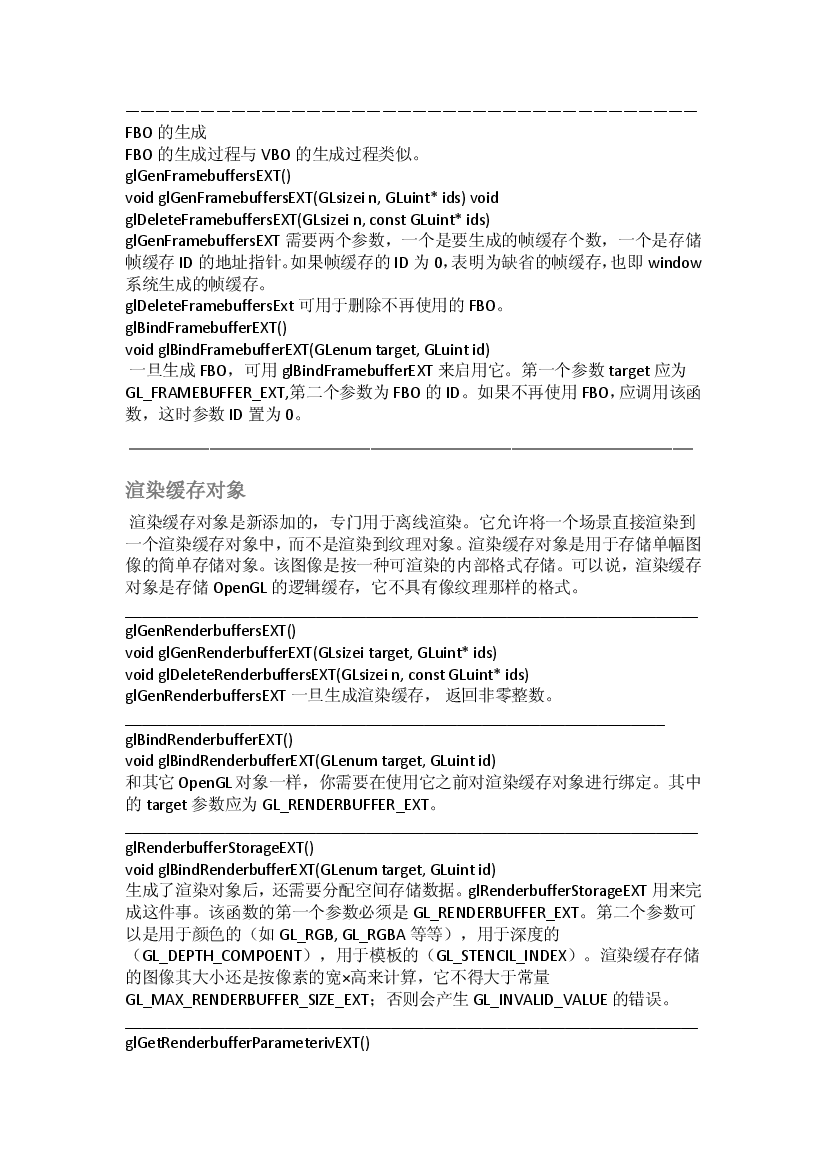 FBO 的生成
FBO 的生成过程与 VBO 的生成过程类似。
glGenFramebuffersEXT()
void glGenFramebuffersEXT(GLsizei n, GLuint* ids) void
glDeleteFramebuffersEXT(GLsizei n, const GLuint* ids)
glGenFramebuffersEXT 需要两个参数，一个是要生成的帧缓存个数，一个是存储
帧缓存 ID 的地址指针。如果帧缓存的 ID 为 0，表明为缺省的帧缓存，也即 window
系统生成的帧缓存。
glDeleteFramebuffersExt 可用于删除不再使用的 FBO。
glBindFramebufferEXT()
void glBindFramebufferEXT(GLenum target, GLuint id)
一旦生成 FBO，可用 glBindFramebufferEXT 来启用它。第一个参数 target 应为
GL_FRAMEBUFFER_EXT,第二个参数为 FBO 的 ID。如果不再使用 FBO，应调用该函
数，这时参数 ID 置为 0。
渲染缓存对象
渲染缓存对象是新添加的，专门用于离线渲染。它允许将一个场景直接渲染到
一个渲染缓存对象中，而不是渲染到纹理对象。渲染缓存对象是用于存储单幅图
像的简单存储对象。该图像是按一种可渲染的内部格式存储。可以说，渲染缓存
对象是存储 OpenGL 的逻辑缓存，它不具有像纹理那样的格式。
glGenRenderbuffersEXT()
void glGenRenderbufferEXT(GLsizei target, GLuint* ids)
void glDeleteRenderbuffersEXT(GLsizei n, const GLuint* ids)
glGenRenderbuffersEXT 一旦生成渲染缓存， 返回非零整数。
glBindRenderbufferEXT()
void glBindRenderbufferEXT(GLenum target, GLuint id)
和其它 OpenGL 对象一样，你需要在使用它之前对渲染缓存对象进行绑定。其中
的 target 参数应为 GL_RENDERBUFFER_EXT。
glRenderbufferStorageEXT()
void glBindRenderbufferEXT(GLenum target, GLuint id)
生成了渲染对象后，还需要分配空间存储数据。glRenderbufferStorageEXT 用来完
成这件事。该函数的第一个参数必须是 GL_RENDERBUFFER_EXT。第二个参数可
以是用于颜色的（如 GL_RGB, GL_RGBA 等等），用于深度的
（GL_DEPTH_COMPOENT），用于模板的（GL_STENCIL_INDEX）。渲染缓存存储
的图像其大小还是按像素的宽×高来计算，它不得大于常量
GL_MAX_RENDERBUFFER_SIZE_EXT；否则会产生 GL_INVALID_VALUE 的错误。
glGetRenderbufferParameterivEXT()